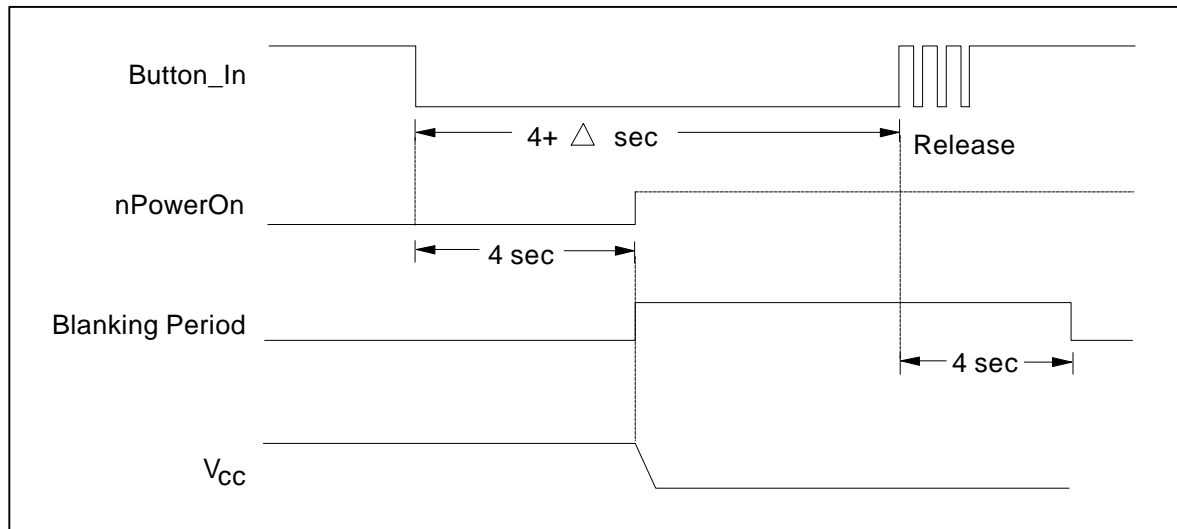 Button_In
4+ △ sec
Release
nPowerOn
4 sec
Blanking Period
4 sec
VCC